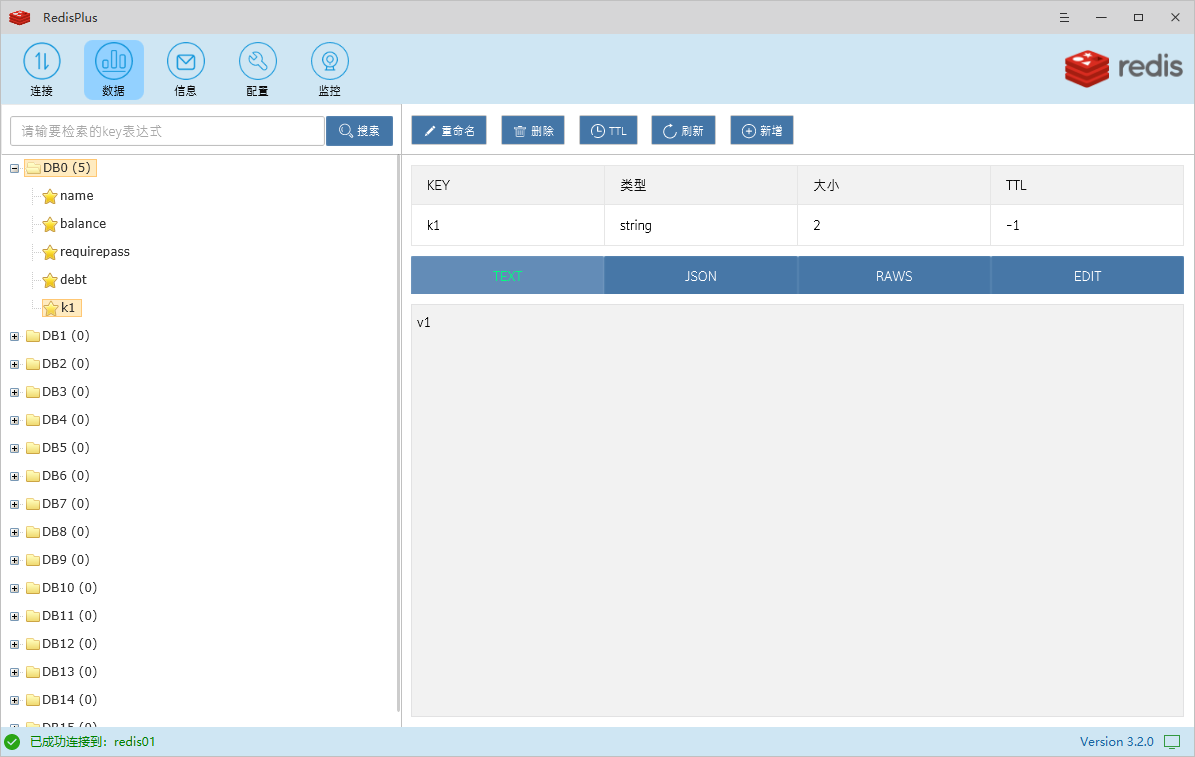 RedisPlus
连接
数据
信息
配置
监控
redis
请输要检索的key表达式
搜索
重命名
删除
TTL
刷新
新增
DB0 (5)
name
balance
requirepass
debt
k1
DB1 (0)
DB2 (0)
DB3 (0)
DB4 (0)
DB5 (0)
DB6 (0)
DB7 (0)
DB8 (0)
DB9 (0)
DB10 (0)
DB11 (0)
DB12 (0)
DB13 (0)
DB14 (0)
DB15 (0)
KEY 类型 大小 TTL
k1 string 2 -1
TEXT JSON RAWS EDIT
v1
已成功连接到：redis01
Version 3.2.0